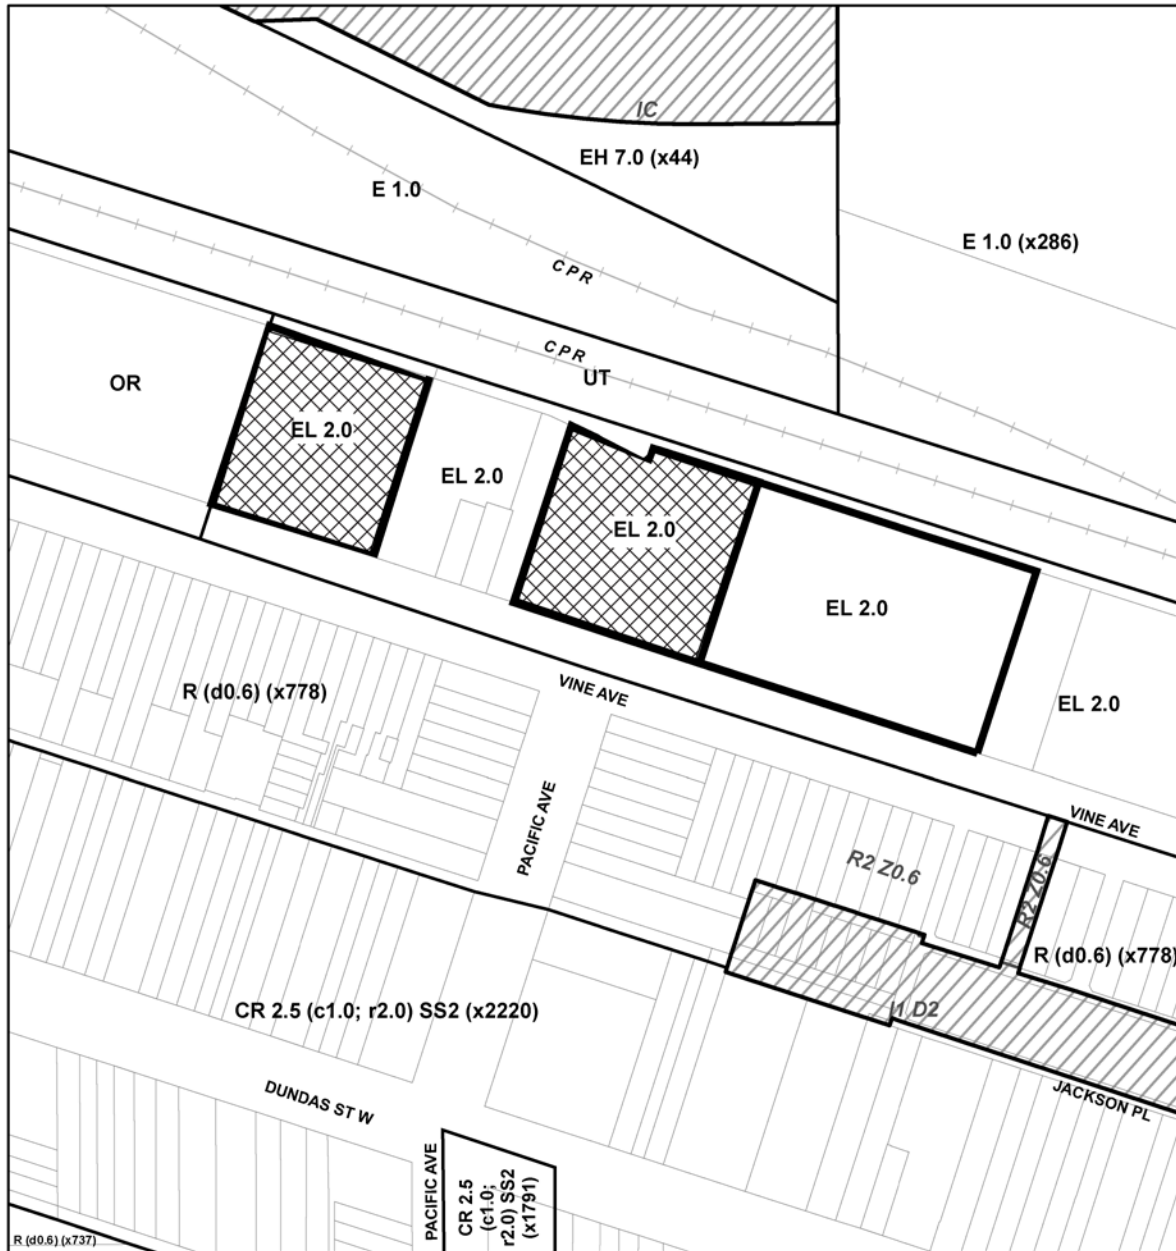 IC
EH 7.0 (x44)
E 1.0
E 1.0 (x286)
CPR
CPR
UT
OR
EL 2.0
EL 2.0
EL 2.0
EL 2.0
EL 2.0
R (d0.6) (x778)
VINE AVE
PACIFIC AVE
VINE AVE
R2 Z0.6
R2 Z0.6
R (d0.6) (x778)
CR 2.5 (c1.0; r2.0) SS2 (x2220)
I1 D2
JACKSON PL
DUNDAS ST W
PACIFIC AVE
CR 2.5
(c1.0;
r2.0) SS2
(x1791)
R (d0.6) (x737)